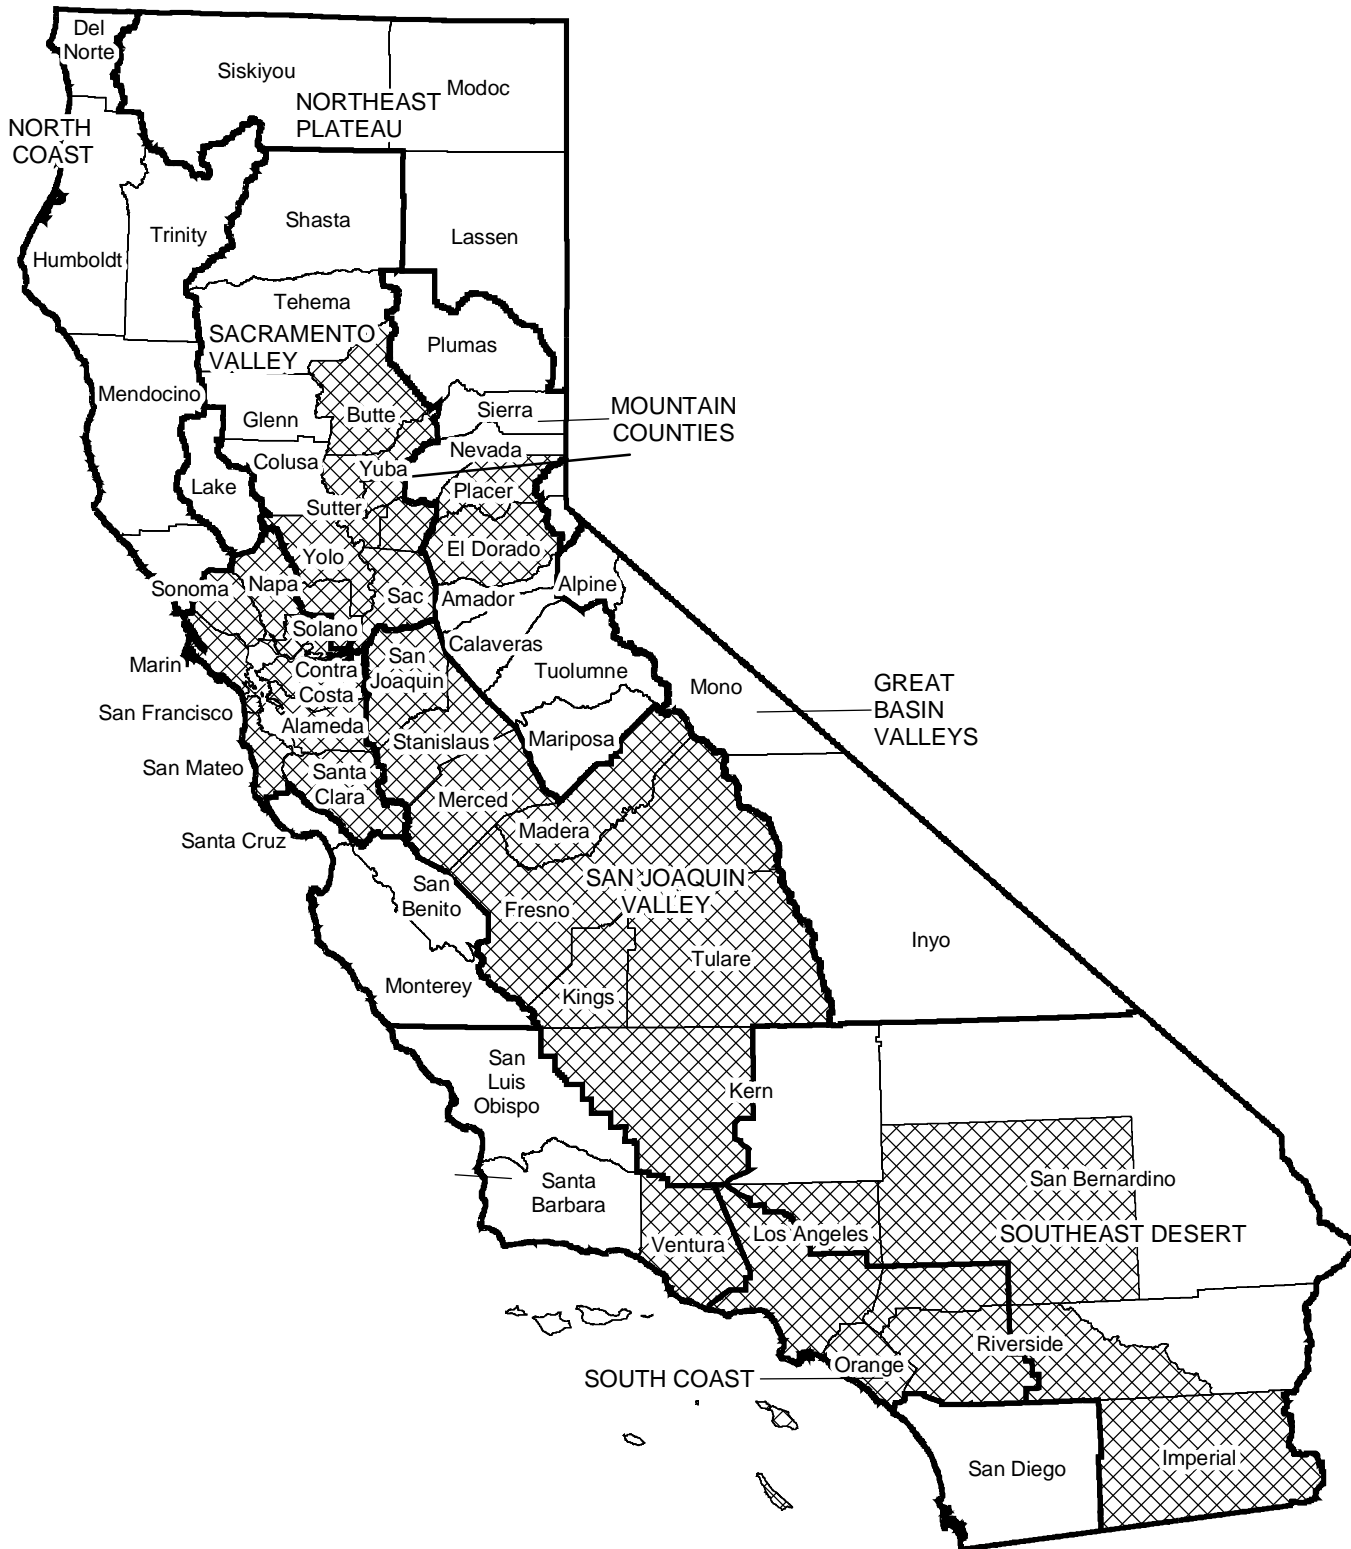 Del
Norte
Siskiyou
Modoc
NORTHEAST
PLATEAU
NORTH
COAST
Shasta
Trinity
Lassen
Humboldt
Tehema
SACRAMENTO
VALLEY
Plumas
Mendocino
Glenn
Butte
Sierra
MOUNTAIN
COUNTIES
Nevada
Colusa
Yuba
Lake
Placer
Sutter
Yolo
El Dorado
Sonoma
Napa
Sac
Amador
Alpine
Solano
Calaveras
Marin
Contra
Costa
San
Joaquin
Tuolumne
Mono
GREAT
BASIN
VALLEYS
San Francisco
Alameda
Stanislaus
Mariposa
San Mateo
Santa
Clara
Merced
Madera
Santa Cruz
San
Benito
SAN JOAQUIN
VALLEY
Fresno
Inyo
Tulare
Monterey
Kings
San
Luis
Obispo
Kern
Santa
Barbara
San Bernardino
Ventura
Los Angeles
SOUTHEAST DESERT
Riverside
Orange
SOUTH COAST
San Diego
Imperial